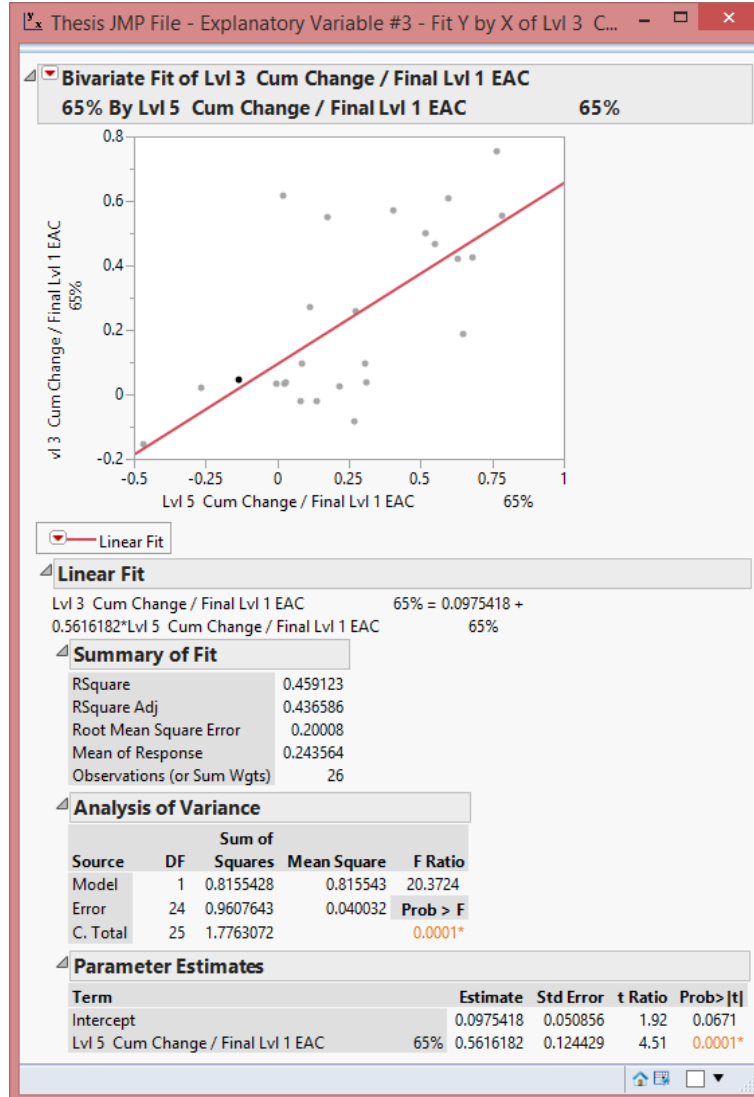 Thesis JMP File - Explanatory Variable #3 - Fit Y by X of Lvl 3 C...
Bivariate Fit of Lvl 3 Cum Change / Final Lvl 1 EAC
65% By Lvl 5 Cum Change / Final Lvl 1 EAC 65%
0.8
0.6
0.4
0.2
0
-0.2
vl 3 Cum Change / Final Lvl 1 EAC
65%
-0.5 -0.25 0 0.25 0.5 0.75 1
Lvl 5 Cum Change / Final Lvl 1 EAC 65%
Linear Fit
Linear Fit
Lvl 3 Cum Change / Final Lvl 1 EAC 65% = 0.0975418 +
0.5616182*Lvl 5 Cum Change / Final Lvl 1 EAC 65%
Summary of Fit
RSquare 0.459123
RSquare Adj 0.436586
Root Mean Square Error 0.20008
Mean of Response 0.243564
Observations (or Sum Wgts) 26
Analysis of Variance
Sum of
Source DF Squares Mean Square F Ratio
Model 1 0.8155428 0.815543 20.3724
Error 24 0.9607643 0.040032 Prob > F
C. Total 25 1.7763072 0.0001*
Parameter Estimates
Term Estimate Std Error t Ratio Prob>|t|
Intercept 0.0975418 0.050856 1.92 0.0671
Lvl 5 Cum Change / Final Lvl 1 EAC 65% 0.5616182 0.124429 4.51 0.0001*